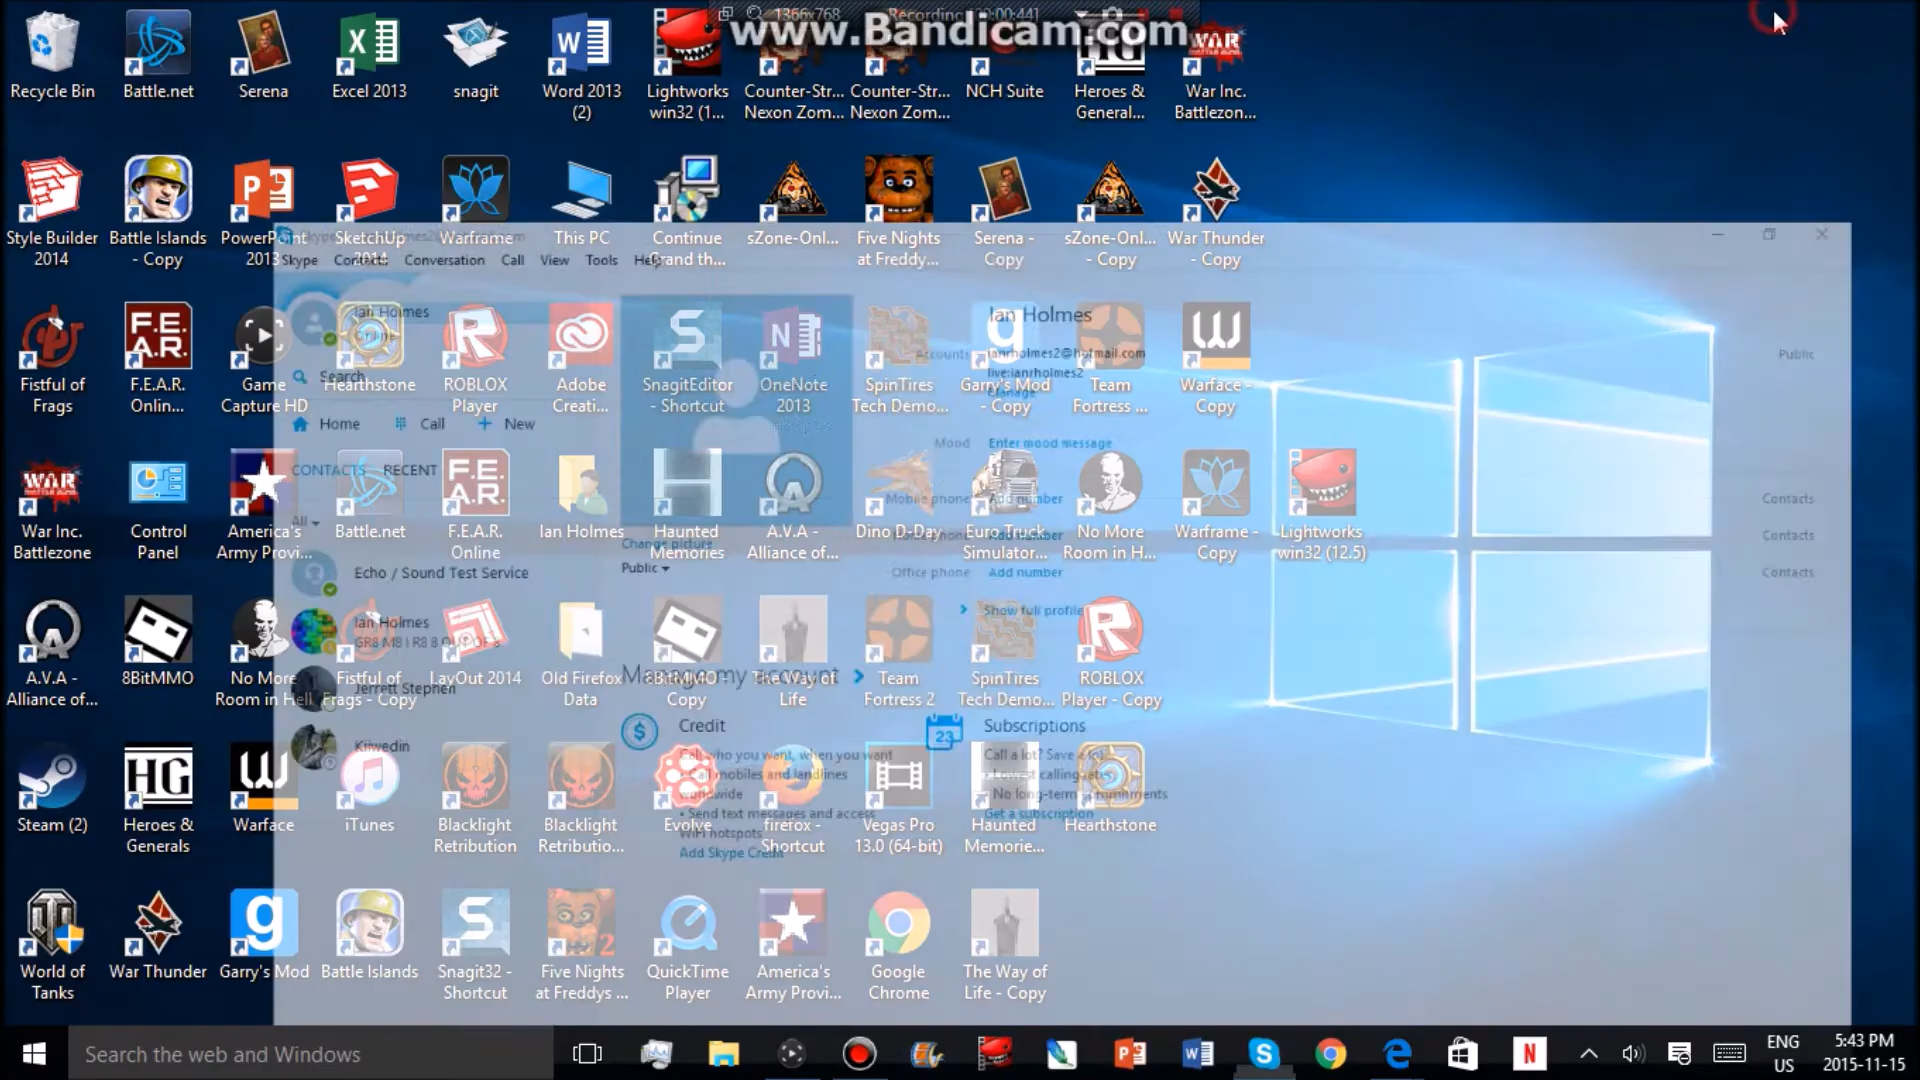 1366x768 Recording [00:00:44]
www.Bandicam.com
Recycle Bin
Battle.net
Serena
Excel 2013
snagit
Word 2013
(2)
Lightworks
win32 (1...
Counter-Str...
Nexon Zom...
Counter-Str...
Nexon Zom...
NCH Suite
Heroes &
General...
War Inc.
Battlezon...
Style Builder
2014
Battle Islands
- Copy
PowerPoint
2013
SketchUp
2014
Warframe
This PC
Continue
Grand th...
sZone-Onl...
Five Nights
at Freddy...
Serena -
Copy
sZone-Onl...
- Copy
War Thunder
- Copy
Skype Contacts Conversation Call View Tools Help
Fistful of
Frags
F.E.A.R.
Online...
Game
Capture HD
Hearthstone
ROBLOX
Player
Adobe
Creati...
SnagitEditor
- Shortcut
OneNote
2013
SpinTires
Tech Demo...
Garry's Mod
- Copy
Team
Fortress ...
Warface -
Copy
Ian Holmes
Online
Search
Home Call New
CONTACTS RECENT
All
Ian Holmes
Accounts
ianrholmes2@hotmail.com
live:ianrholmes2
Manage
Public
Mood Enter mood message
Mobile phone Add number Contacts
Add number Contacts
Office phone Add number Contacts
Show full profile
Change picture
Public
War Inc.
Battlezone
Control
Panel
America's
Army Provi...
Battle.net
F.E.A.R.
Online
Ian Holmes
Haunted
Memories
A.V.A -
Alliance of...
Dino D-Day
Euro Truck
Simulator...
No More
Room in H...
Warframe -
Copy
Lightworks
win32 (12.5)
Echo / Sound Test Service
Ian Holmes
GR8 M8 I R8 8 OUT OF 8
Jerrett Stephen
Kiiwedin
A.V.A -
Alliance of...
8BitMMO
No More
Room in Hell
Fistful of
Frags - Copy
LayOut 2014
Old Firefox
Data
8BitMMO -
Copy
The Way of
Life
Team
Fortress 2
SpinTires
Tech Demo...
ROBLOX
Player - Copy
Manage my account
Credit
Call who you want, when you want
• Call mobiles and landlines
worldwide
• Send text messages and access
WiFi hotspots
Add Skype Credit
23
Subscriptions
Call a lot? Save a lot.
• Lowest calling rates
• No long-term commitments
Get a subscription
Steam (2)
Heroes &
Generals
Warface
iTunes
Blacklight
Retribution
Blacklight
Retributio...
Evolve
firefox -
Shortcut
Vegas Pro
13.0 (64-bit)
Haunted
Memorie...
Hearthstone
World of
Tanks
War Thunder
Garry's Mod
Battle Islands
Snagit32 -
Shortcut
Five Nights
at Freddys ...
QuickTime
Player
America's
Army Provi...
Google
Chrome
The Way of
Life - Copy
Search the web and Windows
ENG
US
5:43 PM
2015-11-15